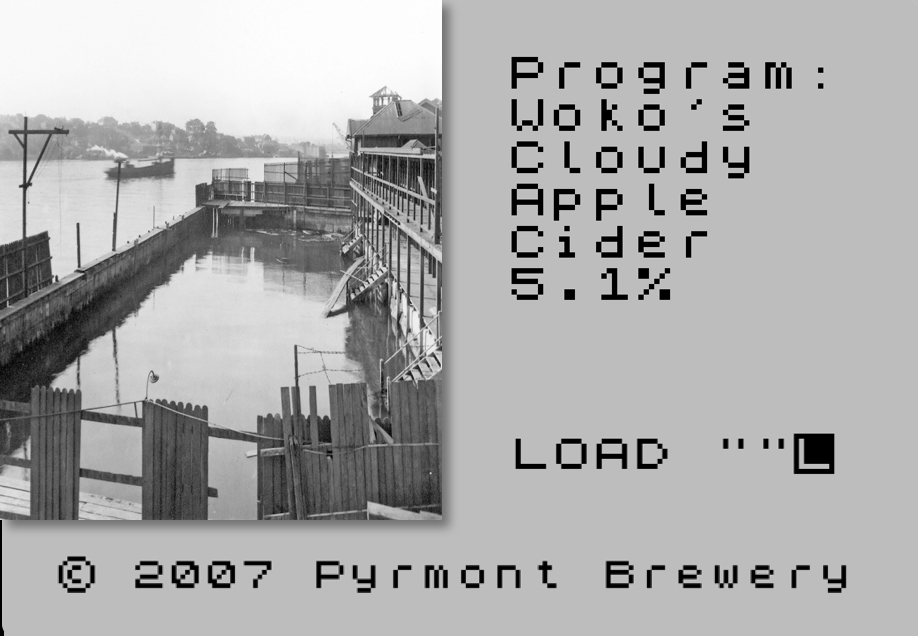 Program:
Woko's
Cloudy
Apple
Cider
5.1%
LOAD ""L
© 2007 Pyrmont Brewery